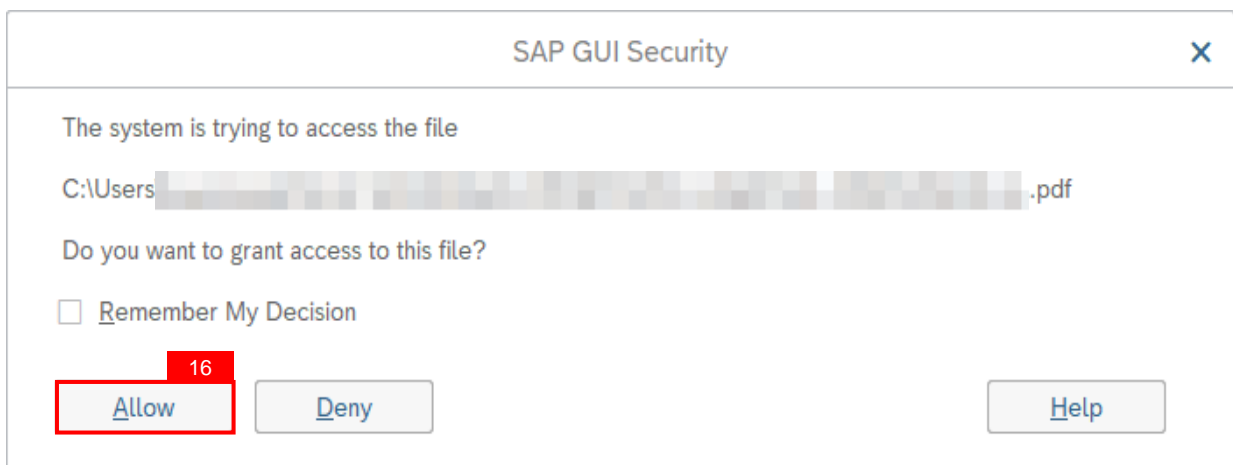 SAP GUI Security
The system is trying to access the file
C:\Users .pdf
Do you want to grant access to this file?
Remember My Decision
16
Allow Deny Help